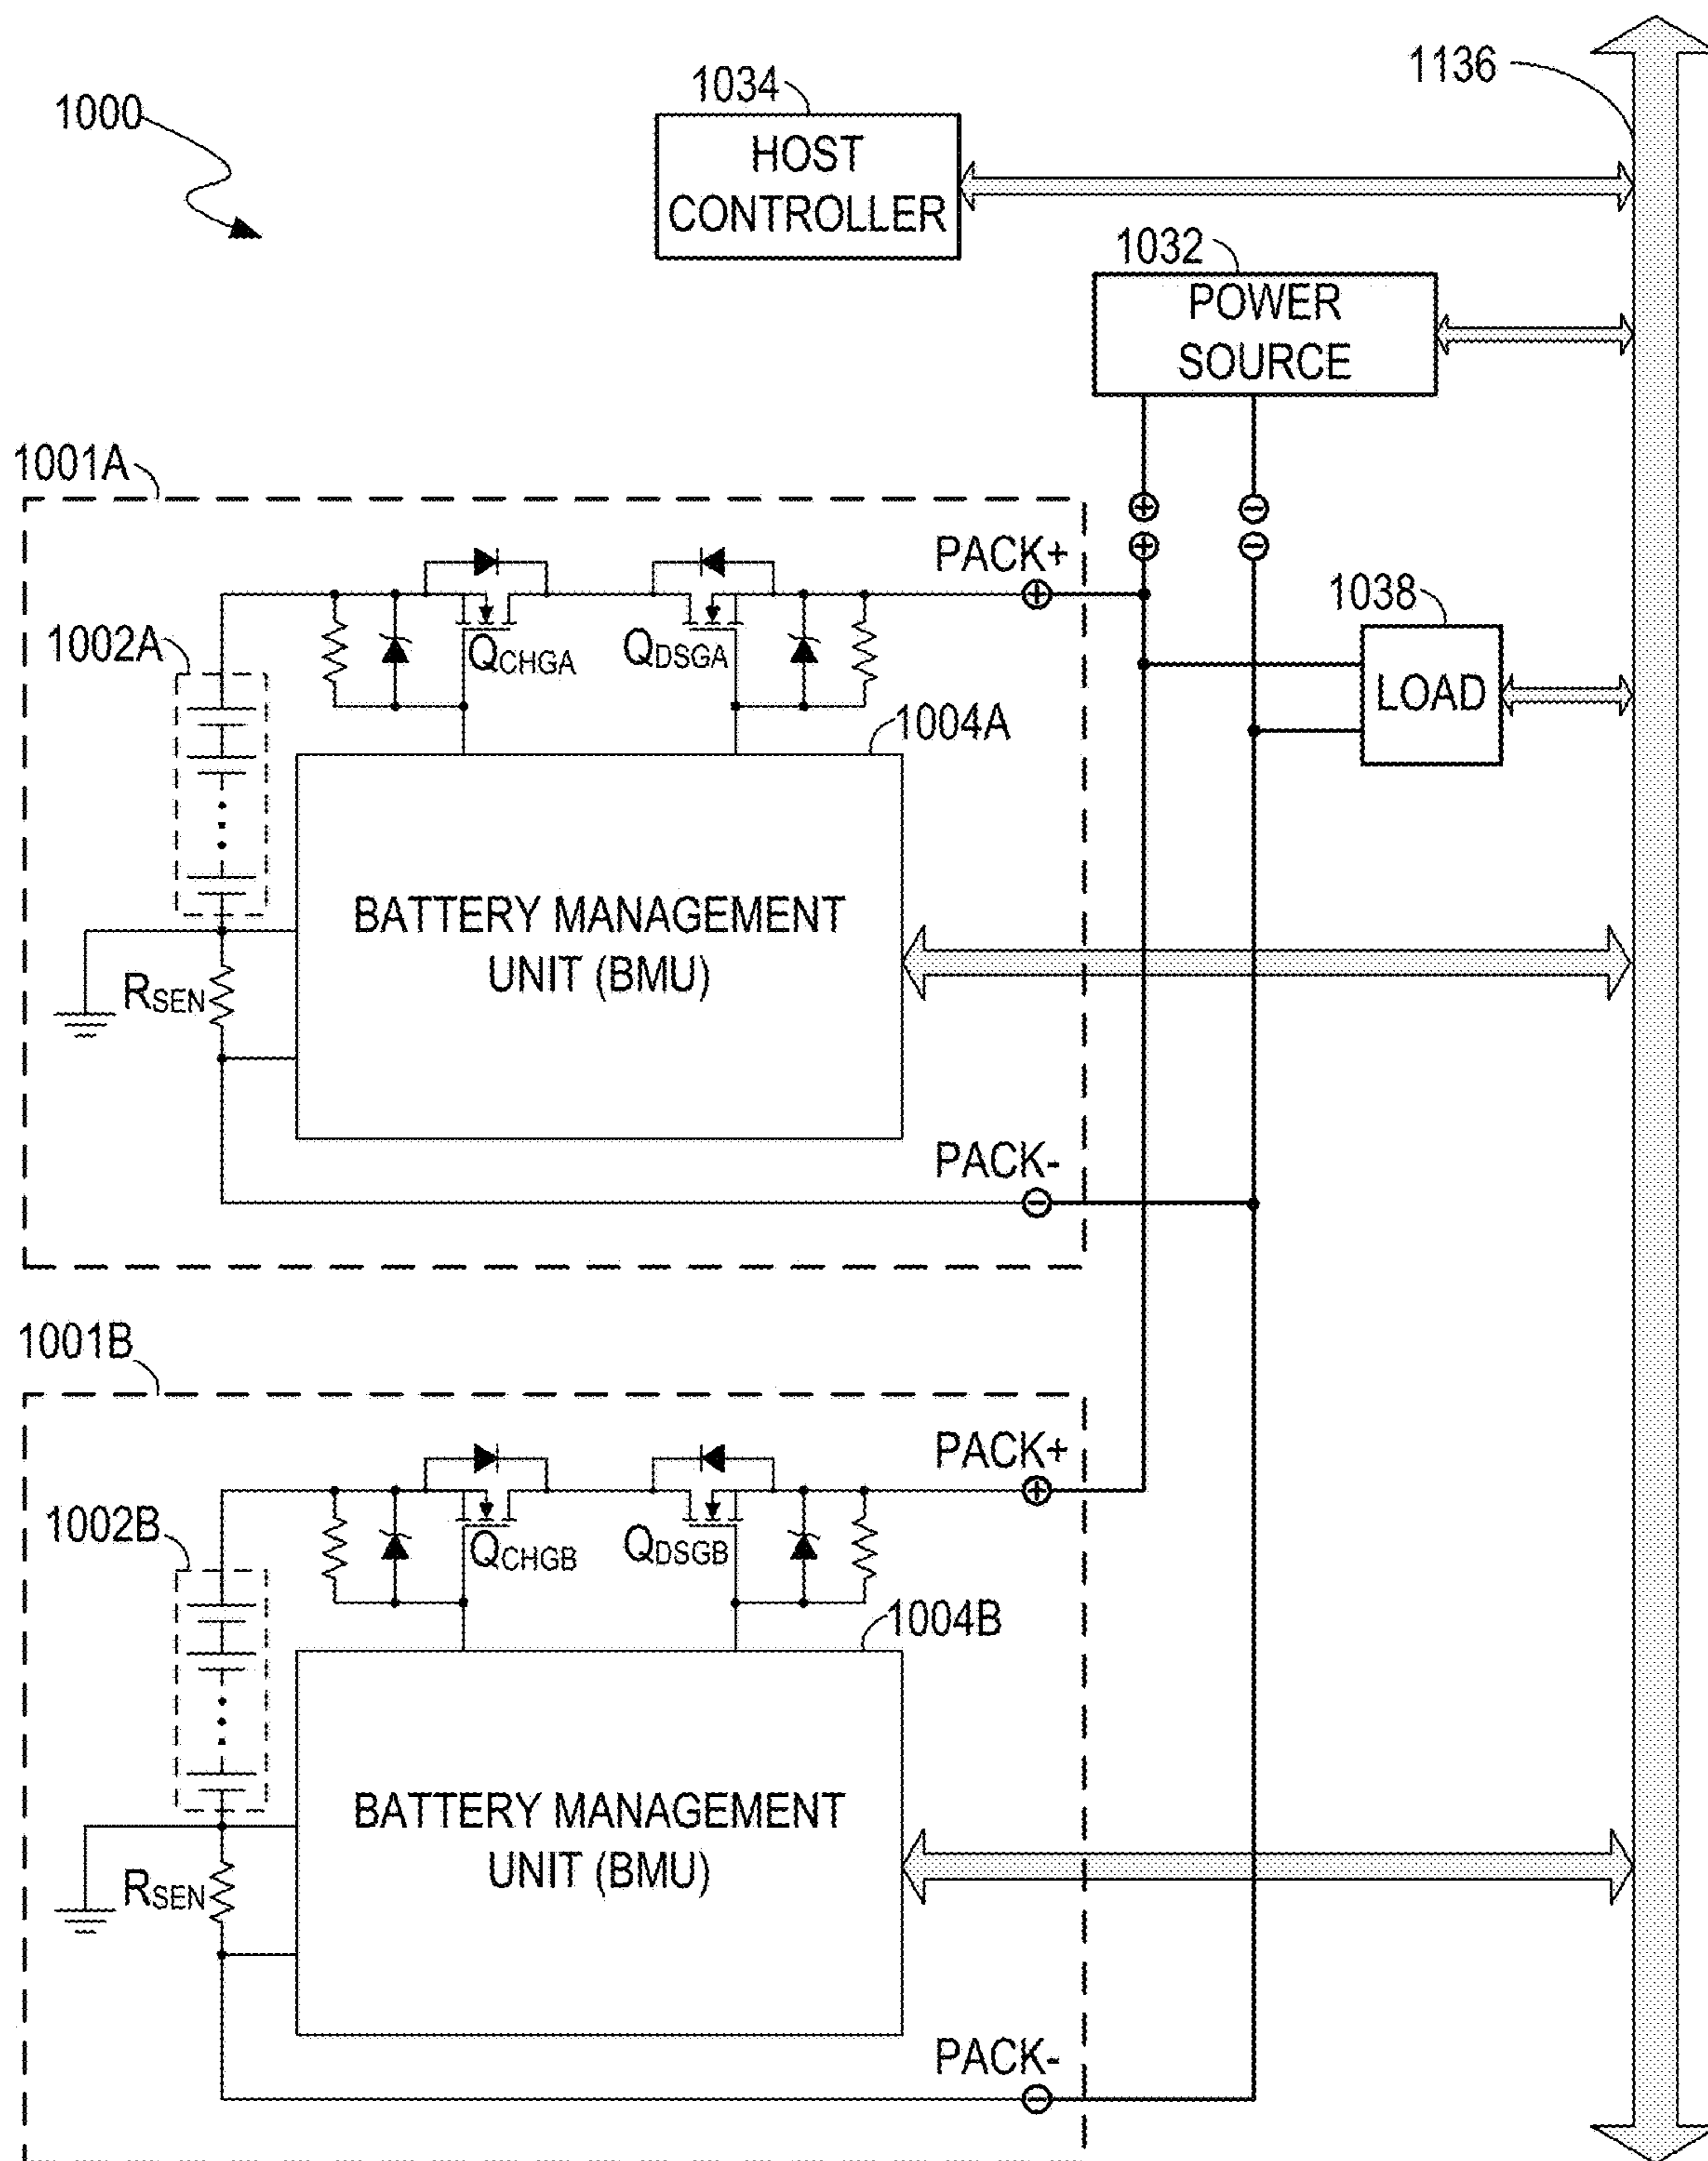 1136
1034
1000
HOST
CONTROLLER
1032
POWER
SOURCE
1001A
PACK+
1038
1002A
QCHGA
QDSGA
LOAD
1004A
BATTERY MANAGEMENT
UNIT (BMU)
RSEN
PACK-
1001B
PACK+
1002B
QCHGB
QDSGB
1004B
BATTERY MANAGEMENT
UNIT (BMU)
RSEN
PACK-